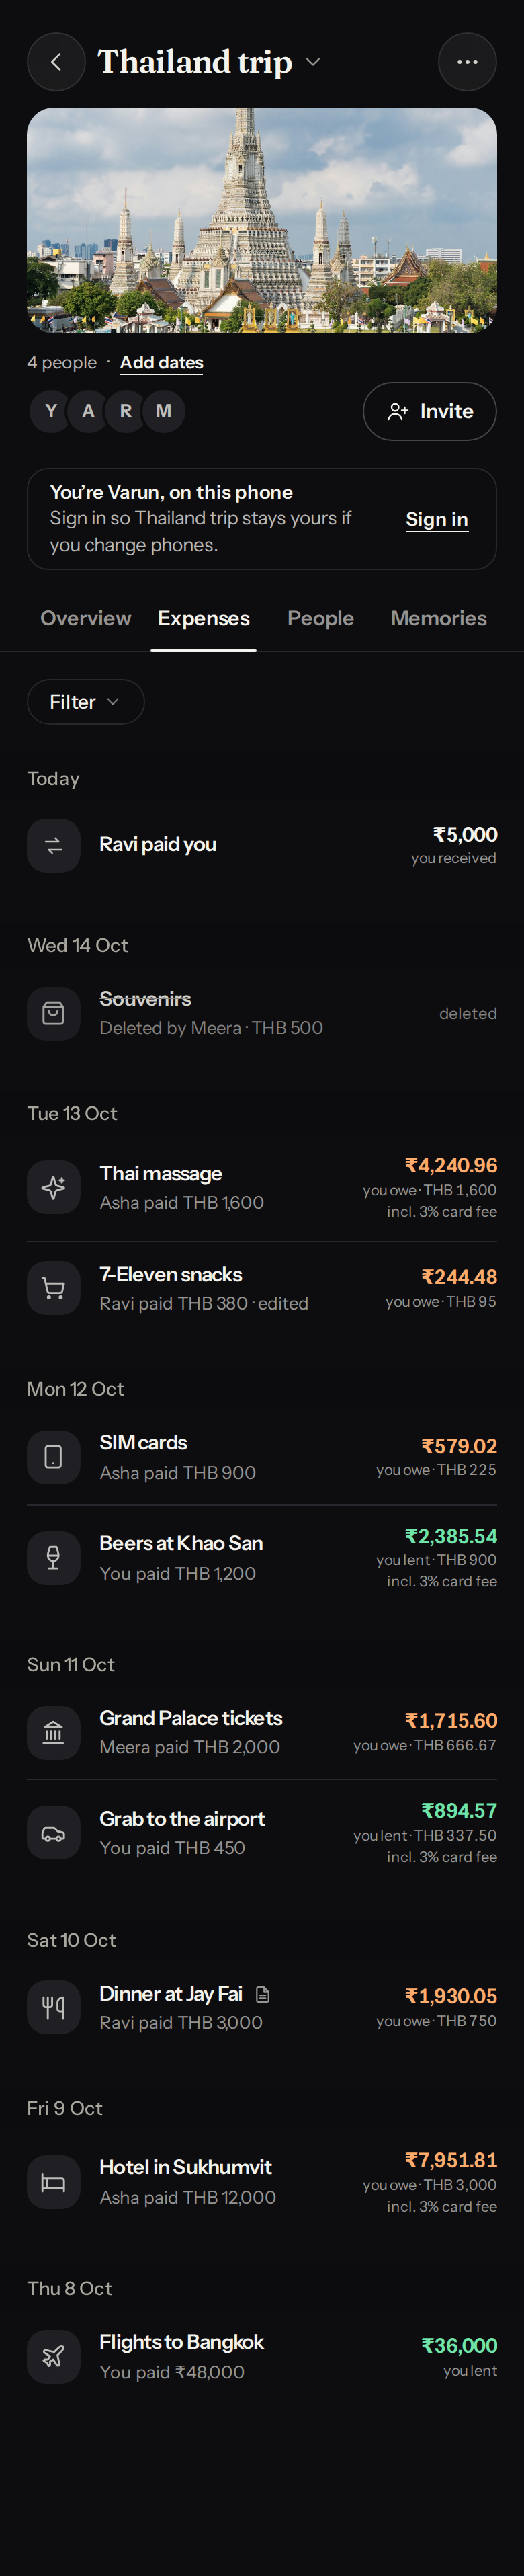 Thailand trip
4 people · Add dates
Y A R M
Invite
You're Varun, on this phone
Sign in so Thailand trip stays yours if
you change phones.
Sign in
Overview Expenses People Memories
Filter
Today
Ravi paid you
₹5,000
you received
Wed 14 Oct
Souvenirs
Deleted by Meera · THB 500
deleted
Tue 13 Oct
Thai massage
Asha paid THB 1,600
₹4,240.96
you owe · THB 1,600
incl. 3% card fee
7-Eleven snacks
Ravi paid THB 380 · edited
₹244.48
you owe · THB 95
Mon 12 Oct
SIM cards
Asha paid THB 900
₹579.02
you owe · THB 225
Beers at Khao San
You paid THB 1,200
₹2,385.54
you lent · THB 900
incl. 3% card fee
Sun 11 Oct
Grand Palace tickets
Meera paid THB 2,000
₹1,715.60
you owe · THB 666.67
Grab to the airport
You paid THB 450
₹894.57
you lent · THB 337.50
incl. 3% card fee
Sat 10 Oct
Dinner at Jay Fai
Ravi paid THB 3,000
₹1,930.05
you owe · THB 750
Fri 9 Oct
Hotel in Sukhumvit
Asha paid THB 12,000
₹7,951.81
you owe · THB 3,000
incl. 3% card fee
Thu 8 Oct
Flights to Bangkok
You paid ₹48,000
₹36,000
you lent